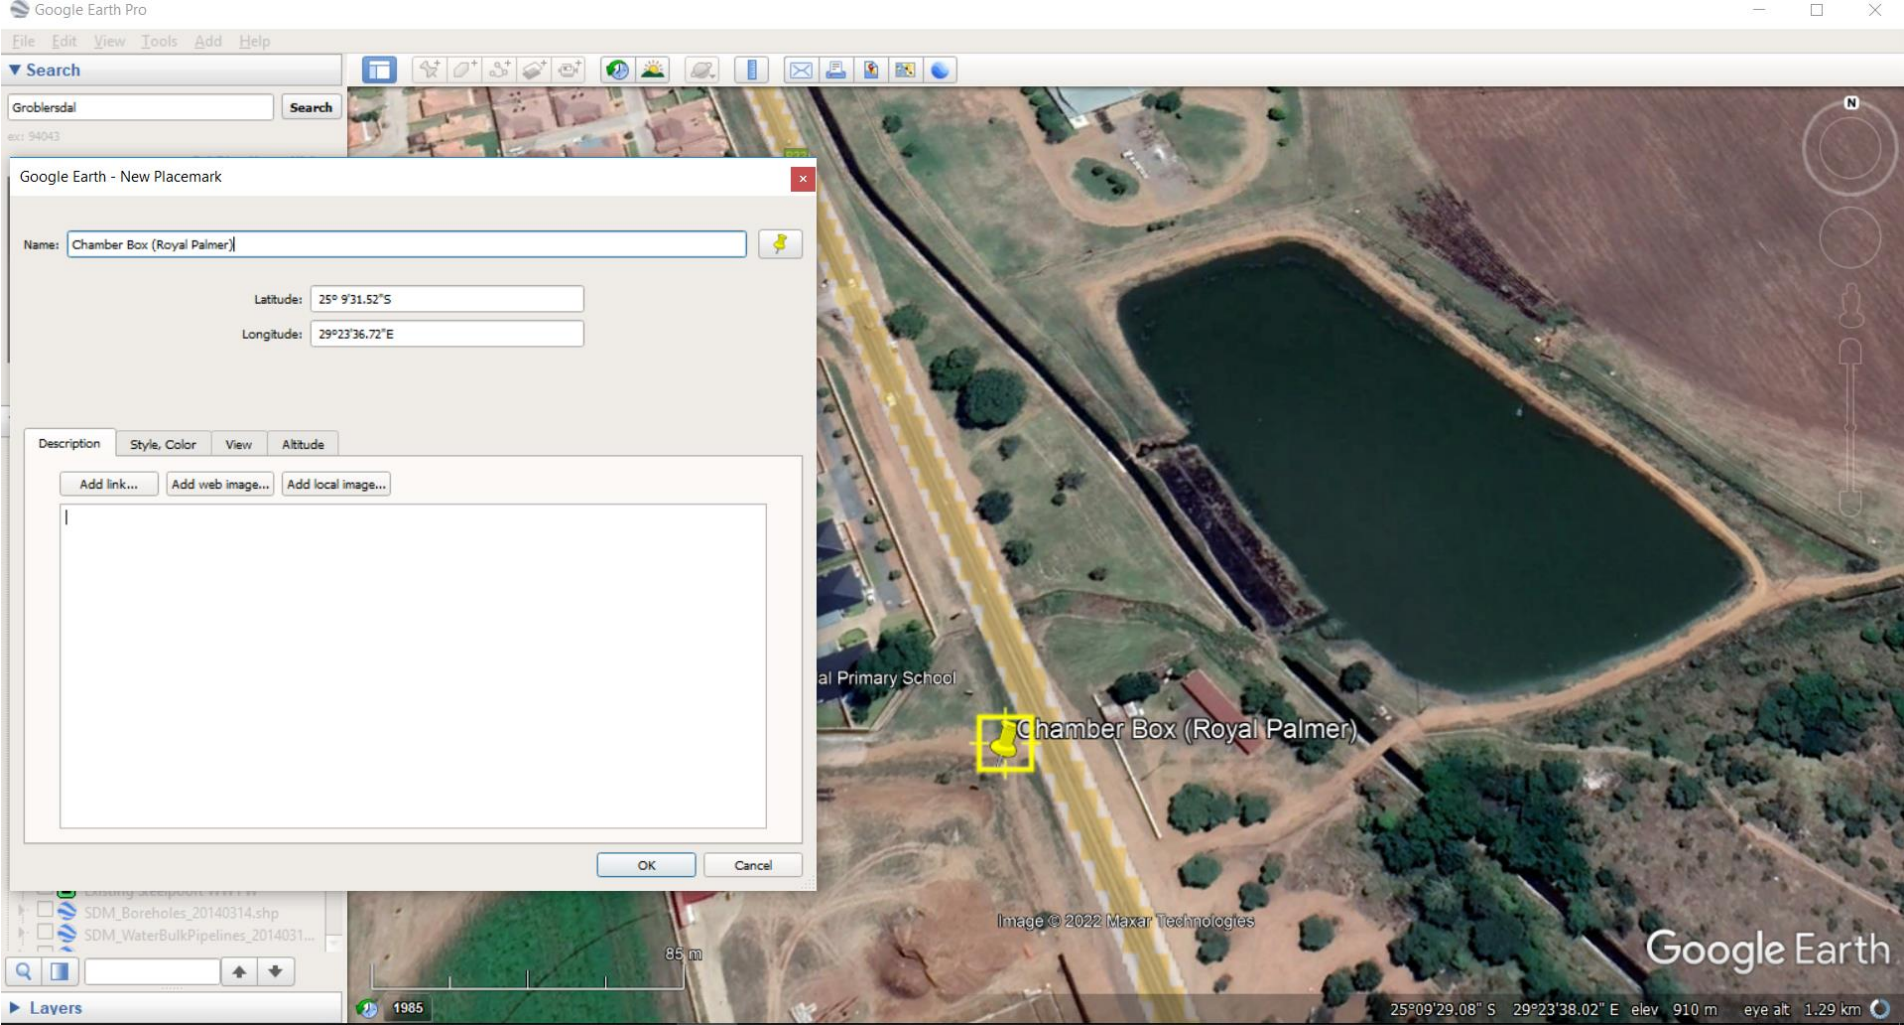 Google Earth Pro
File Edit View Tools Add Help
Search
Groblersdal Search
ex: 94043
Google Earth - New Placemark
Name: Chamber Box (Royal Palmer)
Latitude: 25° 9'31.52"S
Longitude: 29°23'36.72"E
Description Style, Color View Altitude
Add link... Add web image... Add local image...
OK Cancel
SDM_Boreholes_20140314.shp
SDM_WaterBulkPipelines_2014031...
Layers
N
al Primary School
Chamber Box (Royal Palmer)
Image © 2022 Maxar Technologies
85 m
Google Earth
1985
25°09'29.08" S 29°23'38.02" E elev 910 m eye alt 1.29 km